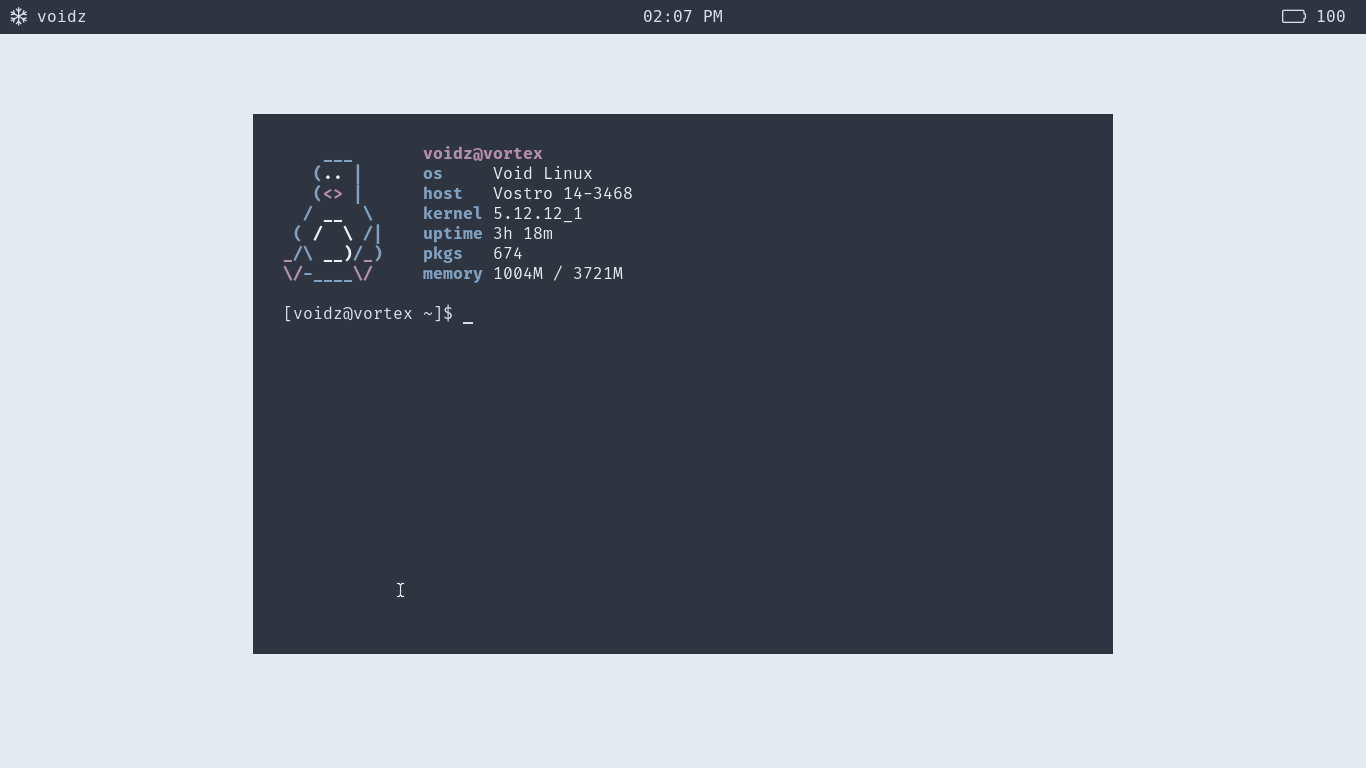 voidz
02:07 PM
100
voidz@vortex
os Void Linux
host Vostro 14-3468
kernel 5.12.12_1
uptime 3h 18m
pkgs 674
memory 1004M / 3721M
[voidz@vortex ~]$ _